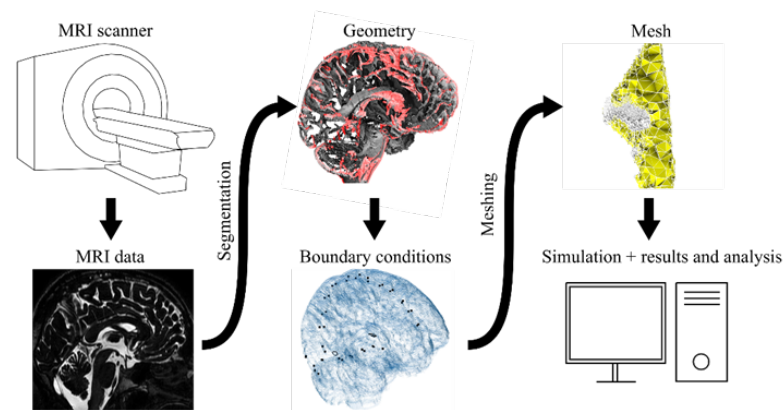 MRI scanner
Geometry
Mesh
Segmentation
Meshing
MRI data
Boundary conditions
Simulation + results and analysis